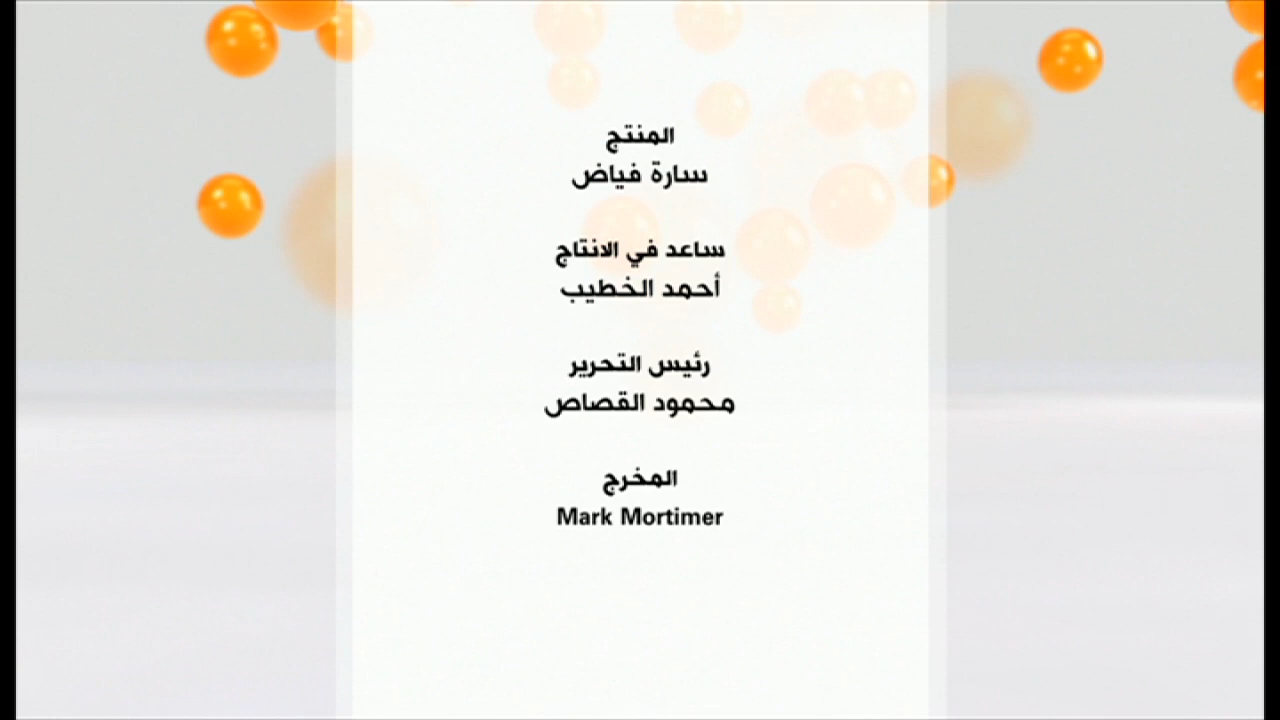 المنتج
سارة فياض
ساعد في الانتاج
أحمد الخطيب
رئيس التحرير
محمود القصاص
المخرج
Mark Mortimer